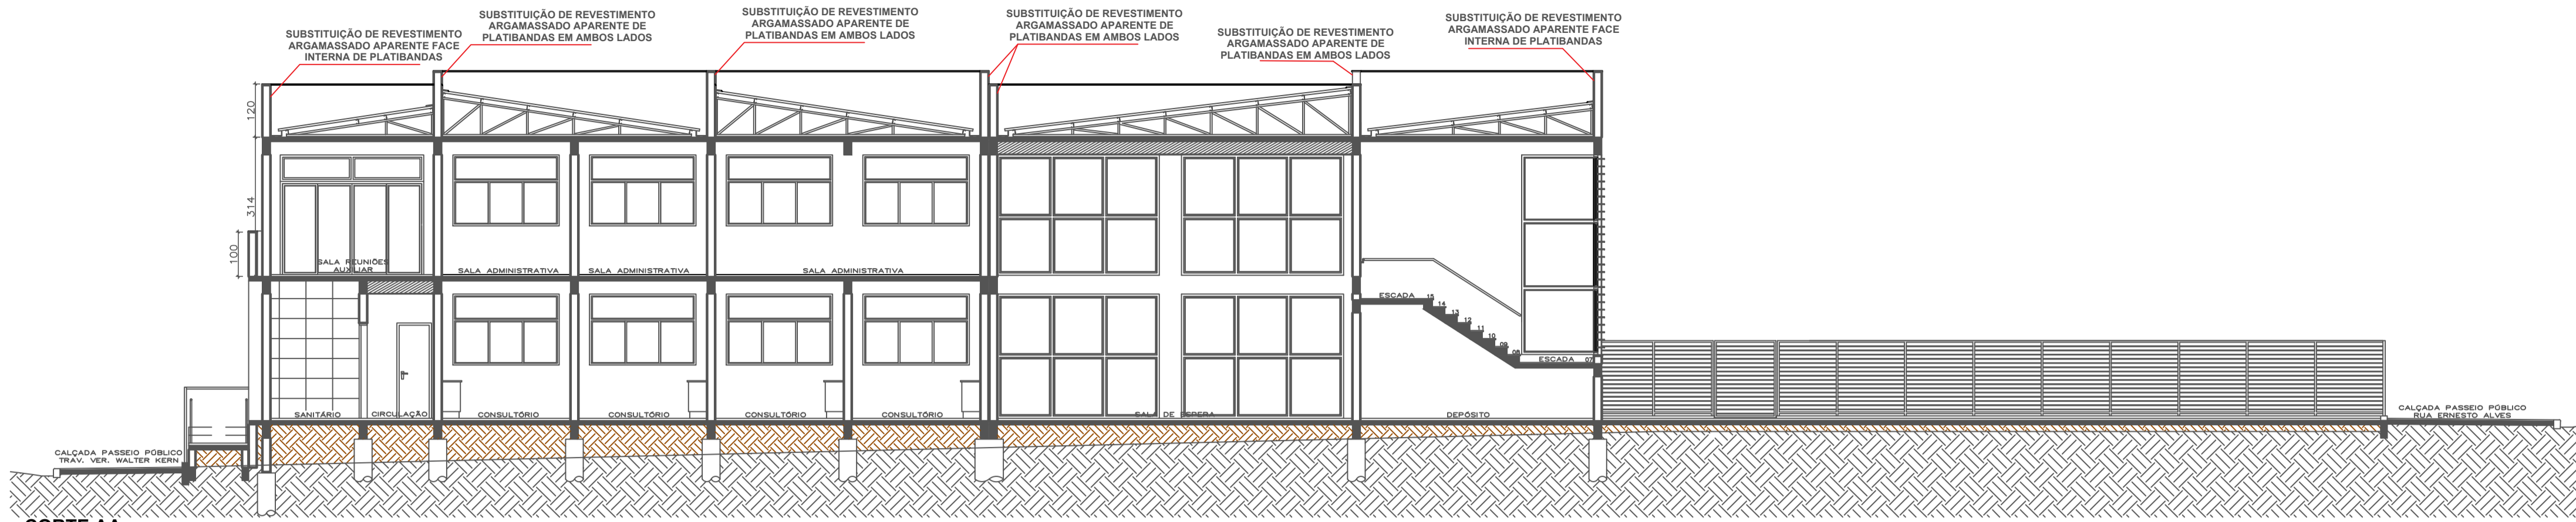 SUBSTITUIÇÃO DE REVESTIMENTO
ARGAMASSADO APARENTE FACE
INTERNA DE PLATIBANDAS
SUBSTITUIÇÃO DE REVESTIMENTO
ARGAMASSADO APARENTE DE
PLATIBANDAS EM AMBOS LADOS
SUBSTITUIÇÃO DE REVESTIMENTO
ARGAMASSADO APARENTE DE
PLATIBANDAS EM AMBOS LADOS
SUBSTITUIÇÃO DE REVESTIMENTO
ARGAMASSADO APARENTE DE
PLATIBANDAS EM AMBOS LADOS
SUBSTITUIÇÃO DE REVESTIMENTO
ARGAMASSADO APARENTE DE
PLATIBANDAS EM AMBOS LADOS
SUBSTITUIÇÃO DE REVESTIMENTO
ARGAMASSADO APARENTE FACE
INTERNA DE PLATIBANDAS
120
314
100
SALA REUNIÕES
AUXILIAR
SALA ADMINISTRATIVA
SALA ADMINISTRATIVA
SALA ADMINISTRATIVA
ESCADA 15
14
13
12
11
10
09
08
ESCADA 07
SANITÁRIO
CIRCULAÇÃO
CONSULTÓRIO
CONSULTÓRIO
CONSULTÓRIO
CONSULTÓRIO
SALA DE ESPERA
DEPÓSITO
CALÇADA PASSEIO PÚBLICO
RUA ERNESTO ALVES
CALÇADA PASSEIO PÚBLICO
TRAV. VER. WALTER KERN
CORTE AA